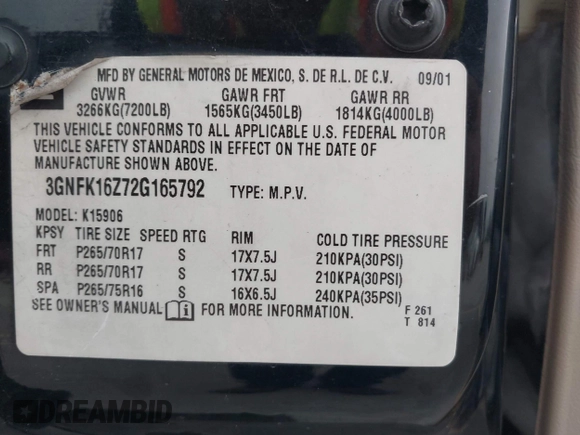 MFD BY GENERAL MOTORS DE MEXICO, S. DE R.L. DE C.V. 09/01
GVWR GAWR FRT GAWR RR
3266KG(7200LB) 1565KG(3450LB) 1814KG(4000LB)
THIS VEHICLE CONFORMS TO ALL APPLICABLE U.S. FEDERAL MOTOR
VEHICLE SAFETY STANDARDS IN EFFECT ON THE DATE OF
MANUFACTURE SHOWN ABOVE.
3GNFK16Z72G165792 TYPE: M.P.V.
MODEL: K15906
KPSY TIRE SIZE SPEED RTG RIM COLD TIRE PRESSURE
FRT P265/70R17 S 17X7.5J 210KPA(30PSI)
RR P265/70R17 S 17X7.5J 210KPA(30PSI)
SPA P265/75R16 S 16X6.5J 240KPA(35PSI)
SEE OWNER'S MANUAL FOR MORE INFORMATION.
F 261
T 814
DREAMBID